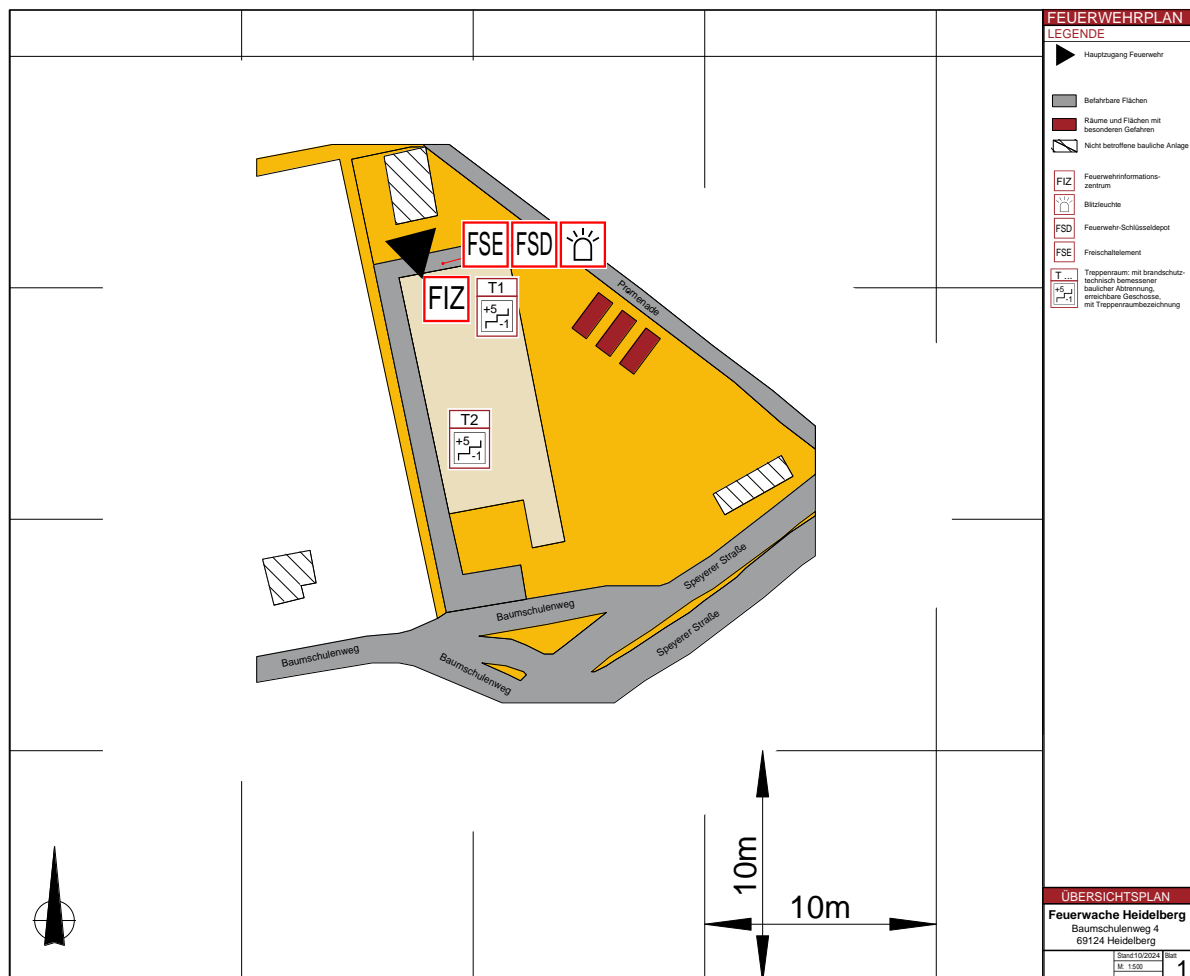 FEUERWEHRPLAN
LEGENDE
Hauptzugang Feuerwehr
Befahrbare Flächen
Räume und Flächen mit
besonderen Gefahren
Nicht betroffene bauliche Anlage
FIZ
Feuerwehrinformations-
zentrum
Blitzleuchte
FSD
Feuerwehr-Schlüsseldepot
FSE
Freischaltelement
T ...
+5
-1
Treppenraum: mit brandschutz-
technisch bemessener
baulicher Abtrennung,
erreichbare Geschosse,
mit Treppenraumbezeichnung
FSE
FSD
FIZ
T1
+5
-1
Promenade
T2
+5
-1
Speyerer Straße
Baumschulenweg
Speyerer Straße
Baumschulenweg
Baumschulenweg
10m
10m
ÜBERSICHTSPLAN
Feuerwache Heidelberg
Baumschulenweg 4
69124 Heidelberg
Stand:10/2024
Blatt
M: 1:500
1